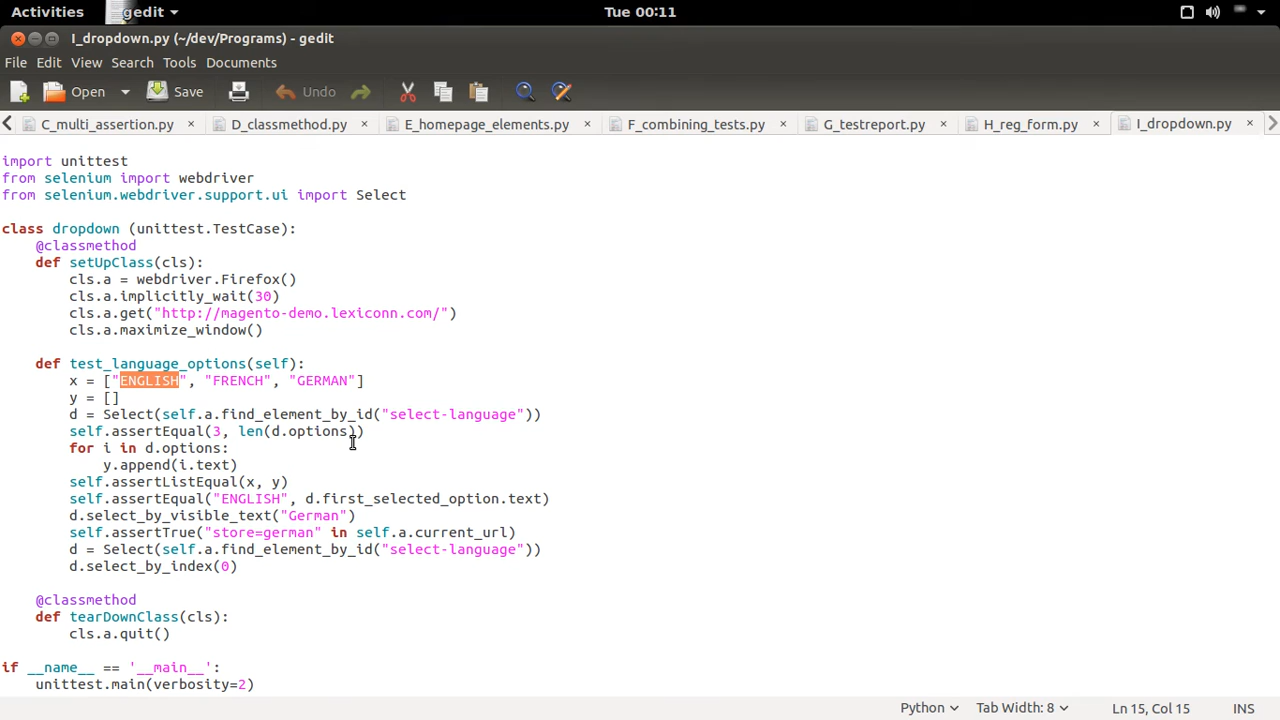 Activities gedit Tue 00:11
I_dropdown.py (~/dev/Programs) - gedit
File Edit View Search Tools Documents
Open Save Undo
C_multi_assertion.py × D_classmethod.py × E_homepage_elements.py × F_combining_tests.py × G_testreport.py × H_reg_form.py × I_dropdown.py ×
import unittest
from selenium import webdriver
from selenium.webdriver.support.ui import Select
class dropdown (unittest.TestCase):
@classmethod
def setUpClass(cls):
cls.a = webdriver.Firefox()
cls.a.implicitly_wait(30)
cls.a.get("http://magento-demo.lexiconn.com/")
cls.a.maximize_window()
def test_language_options(self):
x = ["ENGLISH", "FRENCH", "GERMAN"]
y = []
d = Select(self.a.find_element_by_id("select-language"))
self.assertEqual(3, len(d.options))
for i in d.options:
y.append(i.text)
self.assertListEqual(x, y)
self.assertEqual("ENGLISH", d.first_selected_option.text)
d.select_by_visible_text("German")
self.assertTrue("store=german" in self.a.current_url)
d = Select(self.a.find_element_by_id("select-language"))
d.select_by_index(0)
@classmethod
def tearDownClass(cls):
cls.a.quit()
if __name__ == '__main__':
unittest.main(verbosity=2)
Python Tab Width: 8 Ln 15, Col 15 INS